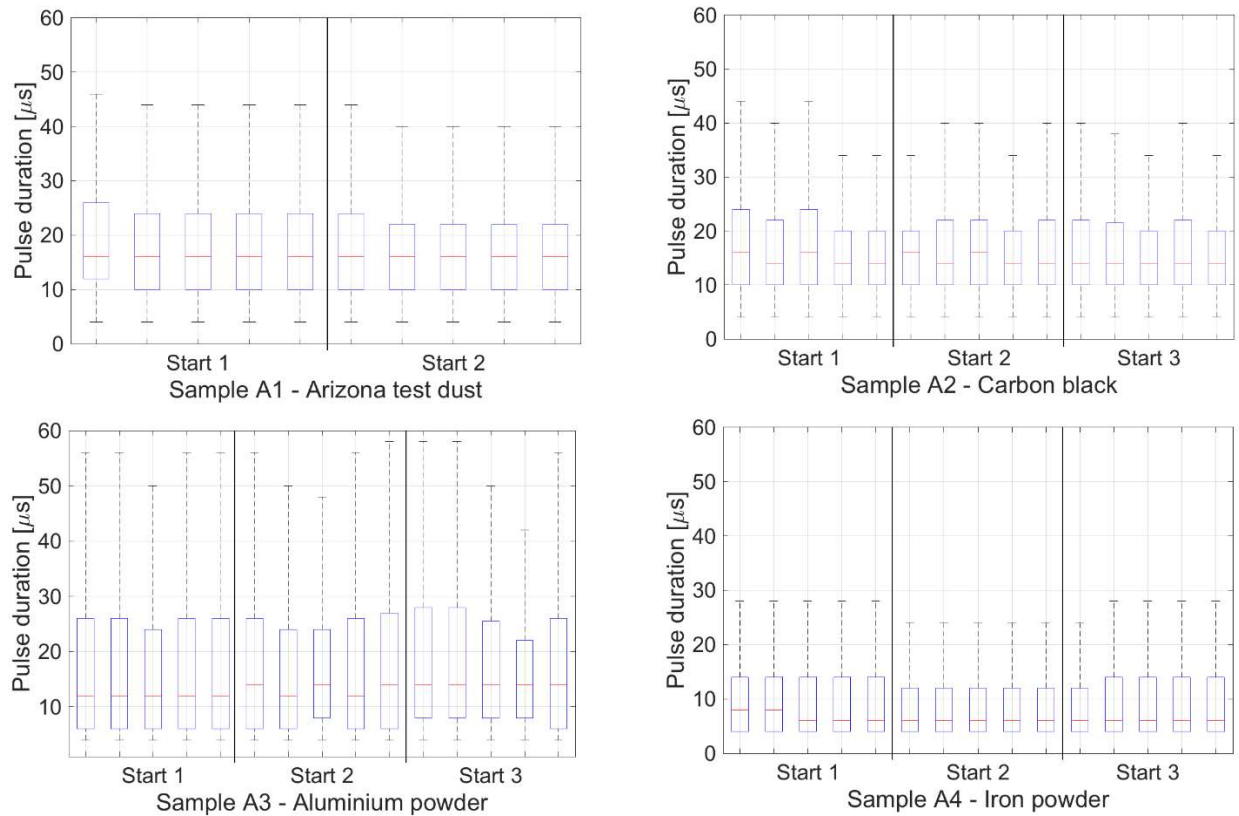 60
50
40
30
20
10
0
Pulse duration [μs]
Start 1 Start 2
Sample A1 - Arizona test dust
60
50
40
30
20
10
0
Pulse duration [μs]
Start 1 Start 2 Start 3
Sample A2 - Carbon black
60
50
40
30
20
10
Pulse duration [μs]
Start 1 Start 2 Start 3
Sample A3 - Aluminium powder
60
50
40
30
20
10
0
Pulse duration [μs]
Start 1 Start 2 Start 3
Sample A4 - Iron powder